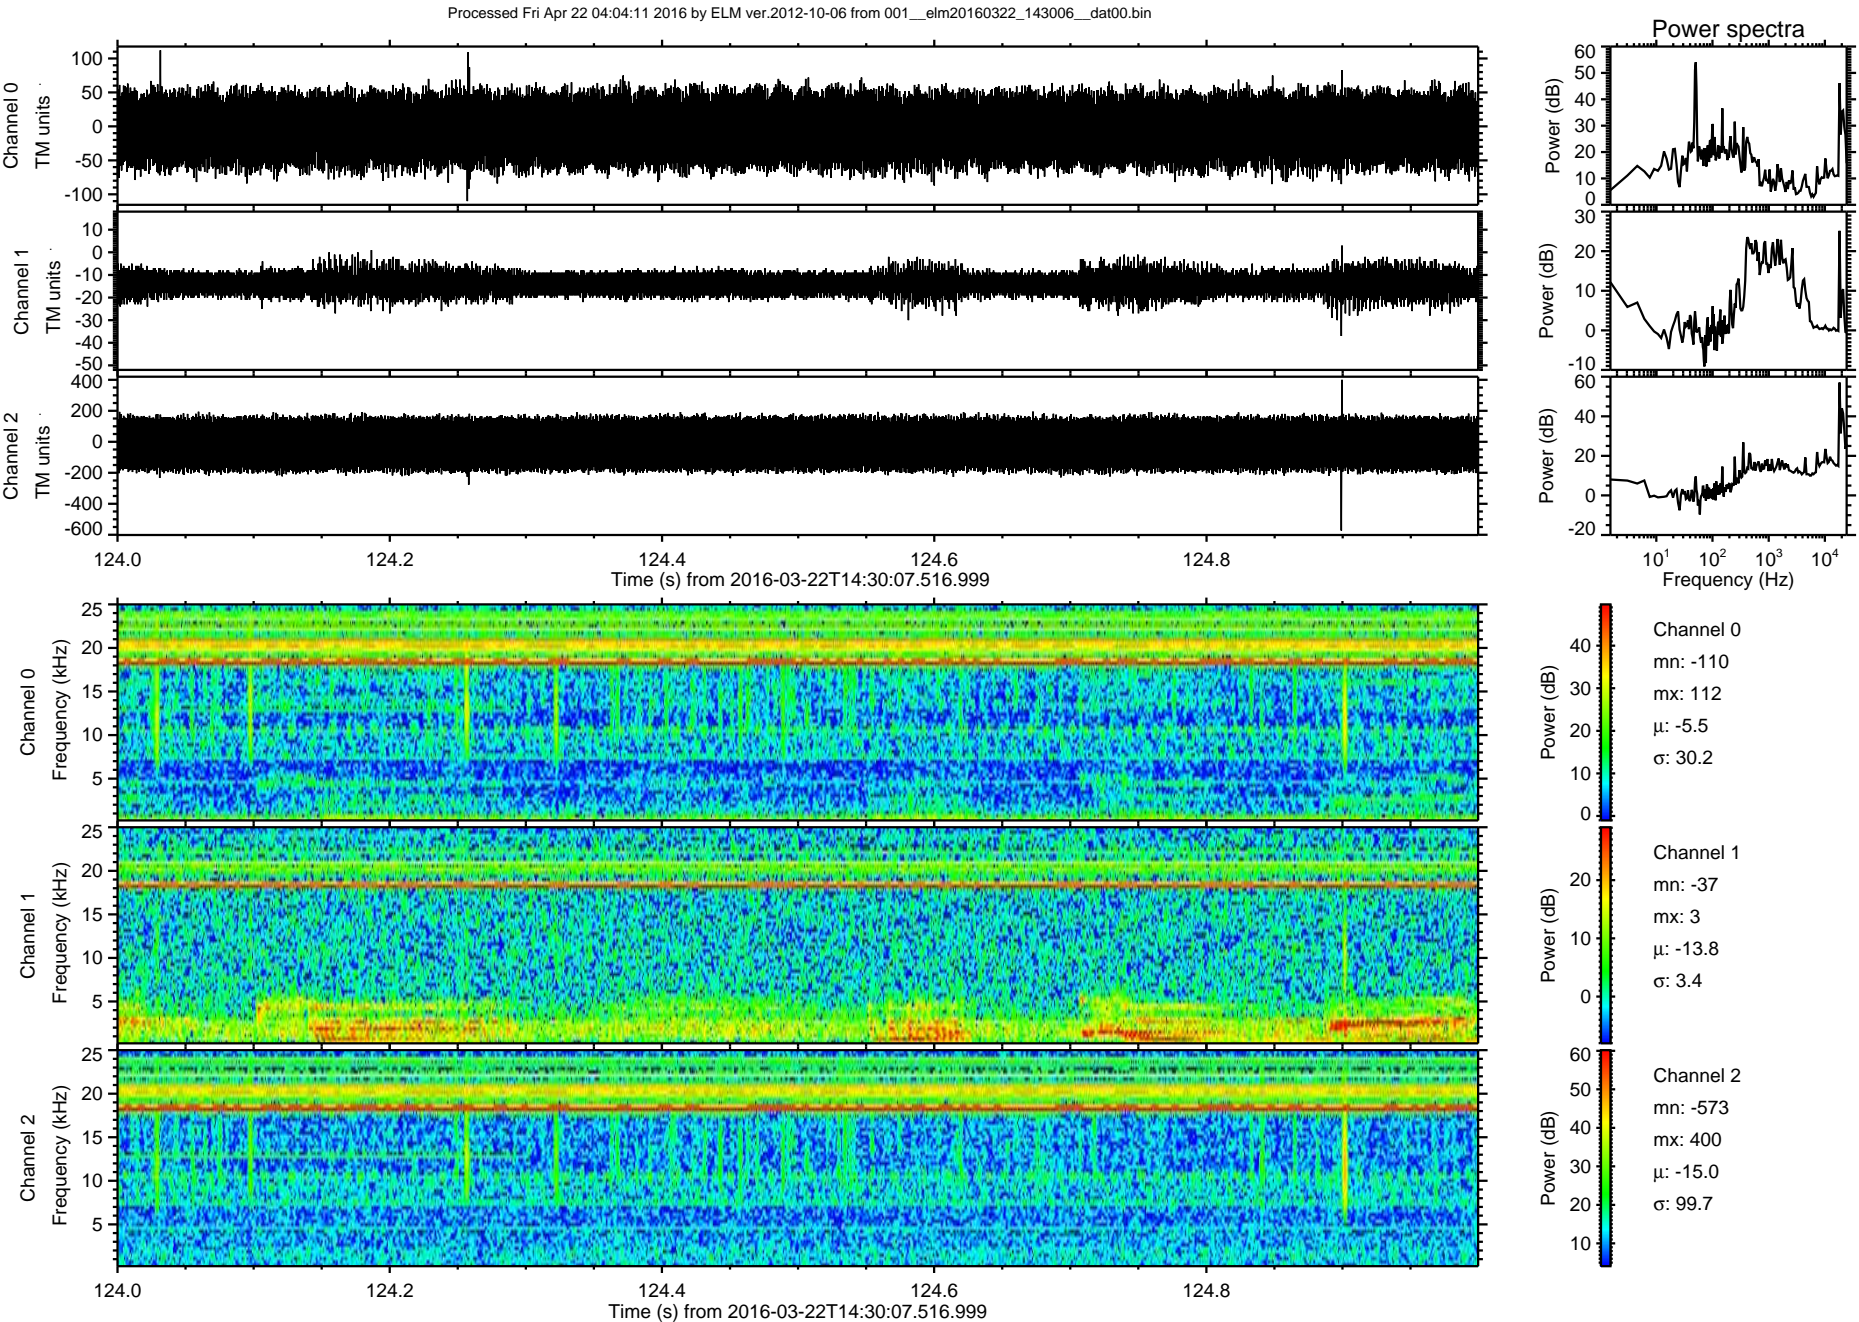 Processed Fri Apr 22 04:04:11 2016 by ELM ver.2012-10-06 from 001__elm20160322_143006__dat00.bin
Power spectra
Channel 0
TM units
100
50
0
-50
-100
Power (dB)
60
50
40
30
20
10
0
Channel 1
TM units
10
0
-10
-20
-30
-40
-50
Power (dB)
30
20
10
0
-10
Channel 2
TM units
400
200
0
-200
-400
-600
Power (dB)
60
40
20
0
-20
124.0 124.2 124.4 124.6 124.8
Time (s) from 2016-03-22T14:30:07.516.999
10¹ 10² 10³ 10⁴
Frequency (Hz)
Channel 0
Frequency (kHz)
25
20
15
10
5
Power (dB)
40
30
20
10
0
Channel 0
mn: -110
mx: 112
μ: -5.5
σ: 30.2
Channel 1
Frequency (kHz)
25
20
15
10
5
Power (dB)
20
10
0
Channel 1
mn: -37
mx: 3
μ: -13.8
σ: 3.4
Channel 2
Frequency (kHz)
25
20
15
10
5
Power (dB)
60
50
40
30
20
10
Channel 2
mn: -573
mx: 400
μ: -15.0
σ: 99.7
124.0 124.2 124.4 124.6 124.8
Time (s) from 2016-03-22T14:30:07.516.999